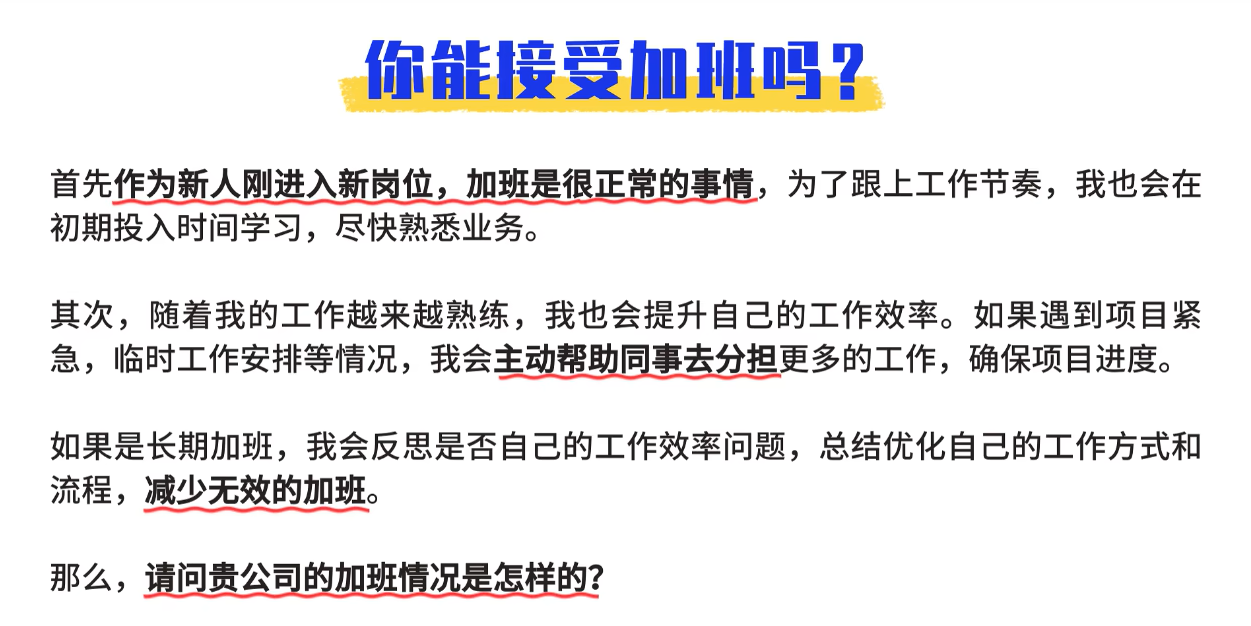 你能接受加班吗？
首先作为新人刚进入新岗位，加班是很正常的事情，为了跟上工作节奏，我也会在
初期投入时间学习，尽快熟悉业务。
其次，随着我的工作越来越熟练，我也会提升自己的工作效率。如果遇到项目紧
急，临时工作安排等情况，我会主动帮助同事去分担更多的工作，确保项目进度。
如果是长期加班，我会反思是否自己的工作效率问题，总结优化自己的工作方式和
流程，减少无效的加班。
那么，请问贵公司的加班情况是怎样的？